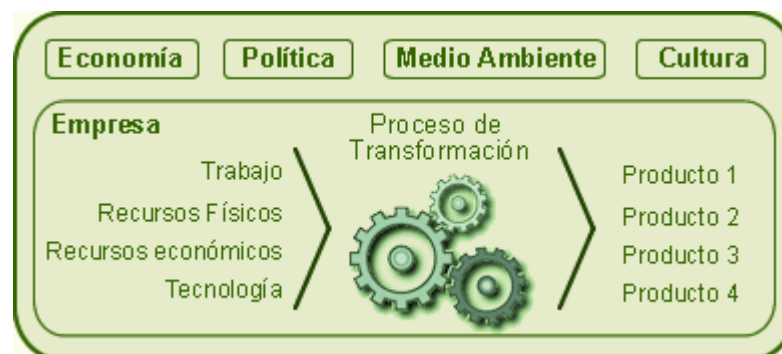 Economía
Política
Medio Ambiente
Cultura
Empresa
Proceso de
Transformación
Trabajo
Recursos Físicos
Recursos económicos
Tecnología
Producto 1
Producto 2
Producto 3
Producto 4